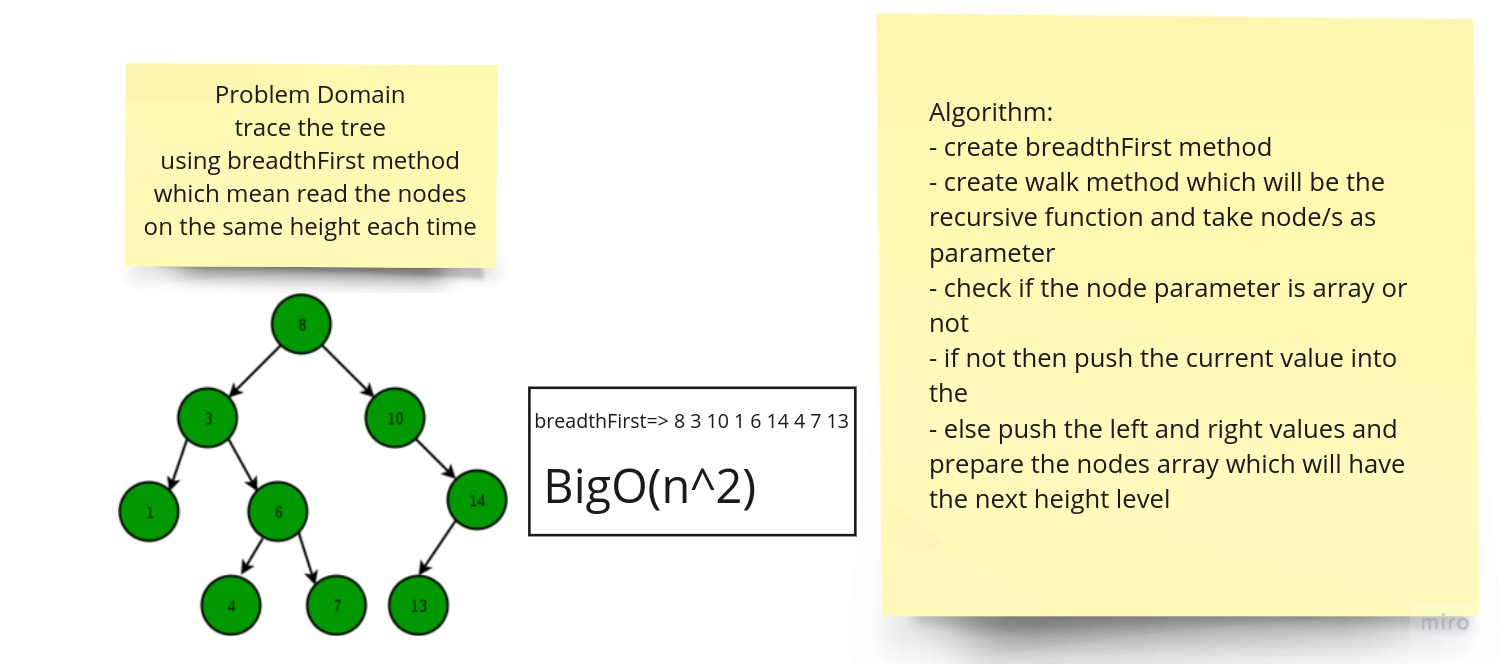 Problem Domain
trace the tree
using breadthFirst method
which mean read the nodes
on the same height each time
8
3
10
1
6
14
4
7
13
breadthFirst=> 8 3 10 1 6 14 4 7 13
BigO(n^2)
Algorithm:
- create breadthFirst method
- create walk method which will be the
recursive function and take node/s as
parameter
- check if the node parameter is array or
not
- if not then push the current value into
the
- else push the left and right values and
prepare the nodes array which will have
the next height level
miro